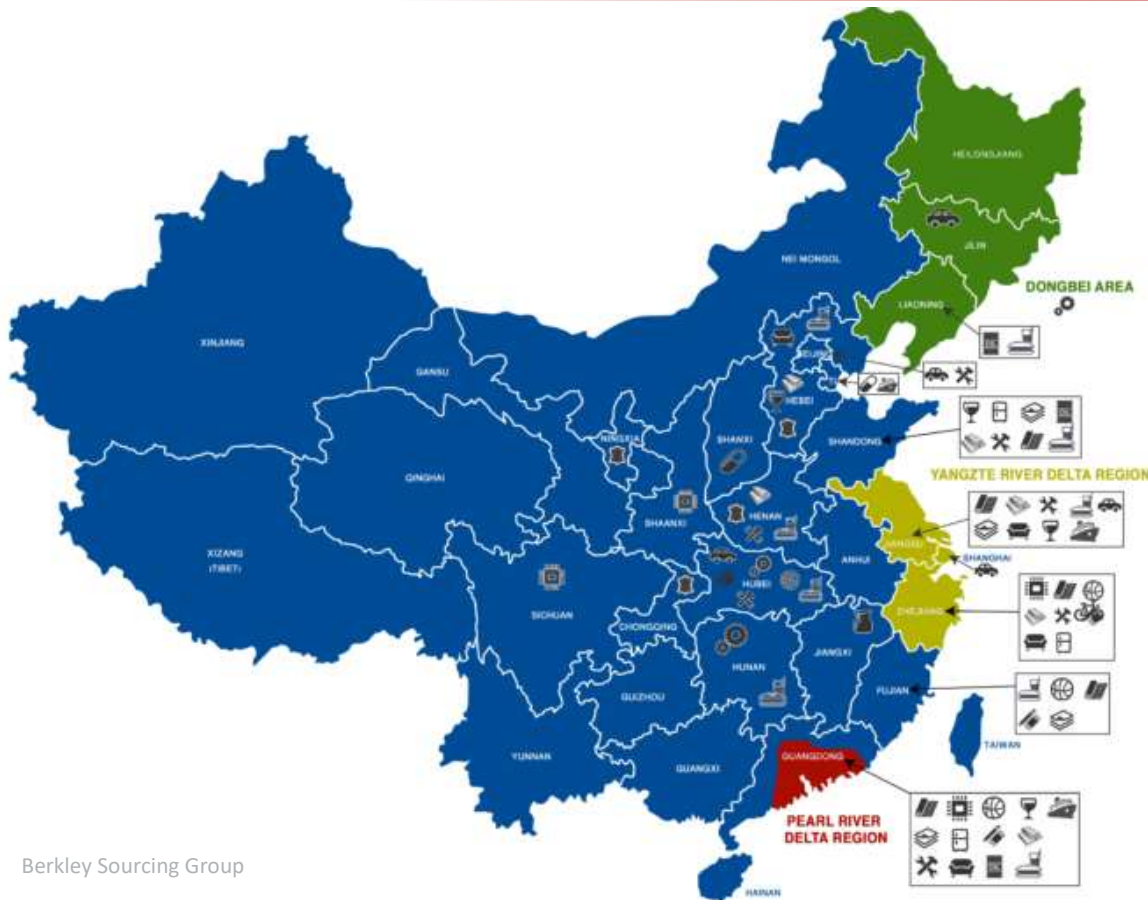 HEILONGJIANG
JILIN
NEI MONGOL
DONGBEI AREA
LIAONING
XINJIANG
GANSU
BEIJING
HEBEI
NINGXIA
SHANXI
SHANDONG
YANGZTE RIVER DELTA REGION
QINGHAI
SHAANXI
HENAN
JIANGSU
SHANGHAI
XIZANG
(TIBET)
ANHUI
HUBEI
SICHUAN
CHONGQING
ZHEJIANG
HUNAN
JIANGXI
GUIZHOU
FUJIAN
YUNNAN
GUANGXI
GUANGDONG
TAIWAN
PEARL RIVER
DELTA REGION
Berkley Sourcing Group
HAINAN